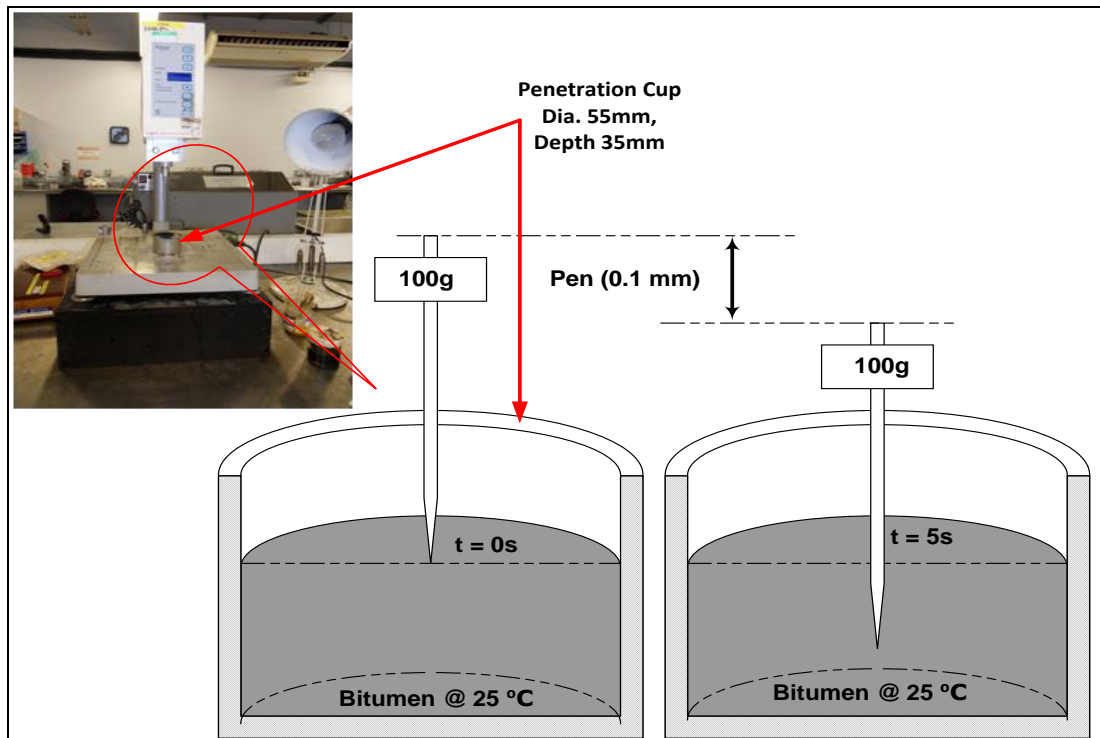 Penetration Cup
Dia. 55mm,
Depth 35mm
100g
Pen (0.1 mm)
100g
t = 0s
t = 5s
Bitumen @ 25 ºC
Bitumen @ 25 ºC